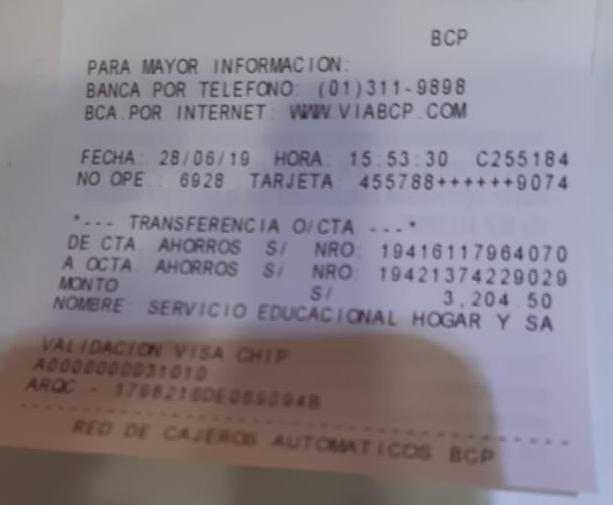 BCP
PARA MAYOR INFORMACION:
BANCA POR TELEFONO: (01)311-9898
BCA.POR INTERNET: WWW.VIABCP.COM
FECHA: 28/06/19 HORA: 15:53:30 C255184
NO OPE.: 6928 TARJETA: 455788++++++9074
*--- TRANSFERENCIA O/CTA ---*
DE CTA. AHORROS S/ NRO: 19416117964070
A OCTA. AHORROS S/ NRO: 19421374229029
MONTO S/ 3,204.50
NOMBRE: SERVICIO EDUCACIONAL HOGAR Y SA
VALIDACION VISA CHIP
A0000000031010
ARQC -
RED DE CAJEROS AUTOMATICOS BCP